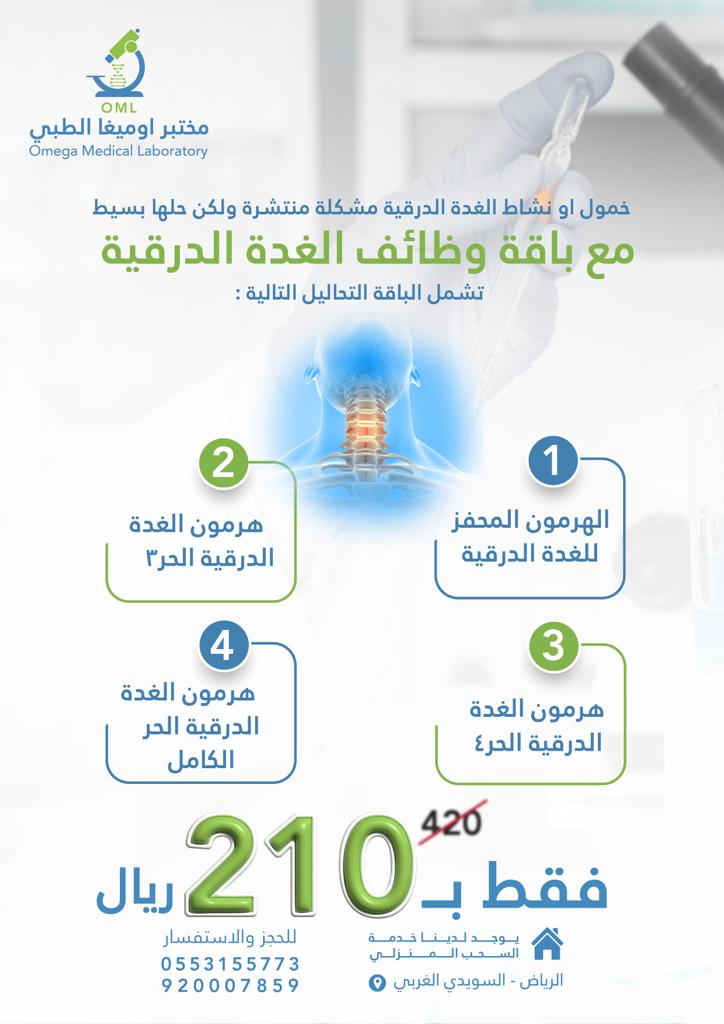 OML
مختبر اوميغا الطبي
Omega Medical Laboratory
خمول او نشاط الغدة الدرقية مشكلة منتشرة ولكن حلها بسيط
مع باقة وظائف الغدة الدرقية
تشمل الباقة التحاليل التالية :
1
الهرمون المحفز
للغدة الدرقية
2
هرمون الغدة
الدرقية الحر٣
3
هرمون الغدة
الدرقية الحر٤
4
هرمون الغدة
الدرقية الحر
الكامل
420
فقط بـ 210 ريال
يوجد لدينا خدمة
السحب المنزلي
الرياض - السويدي الغربي
للحجز والاستفسار
0553155773
920007859